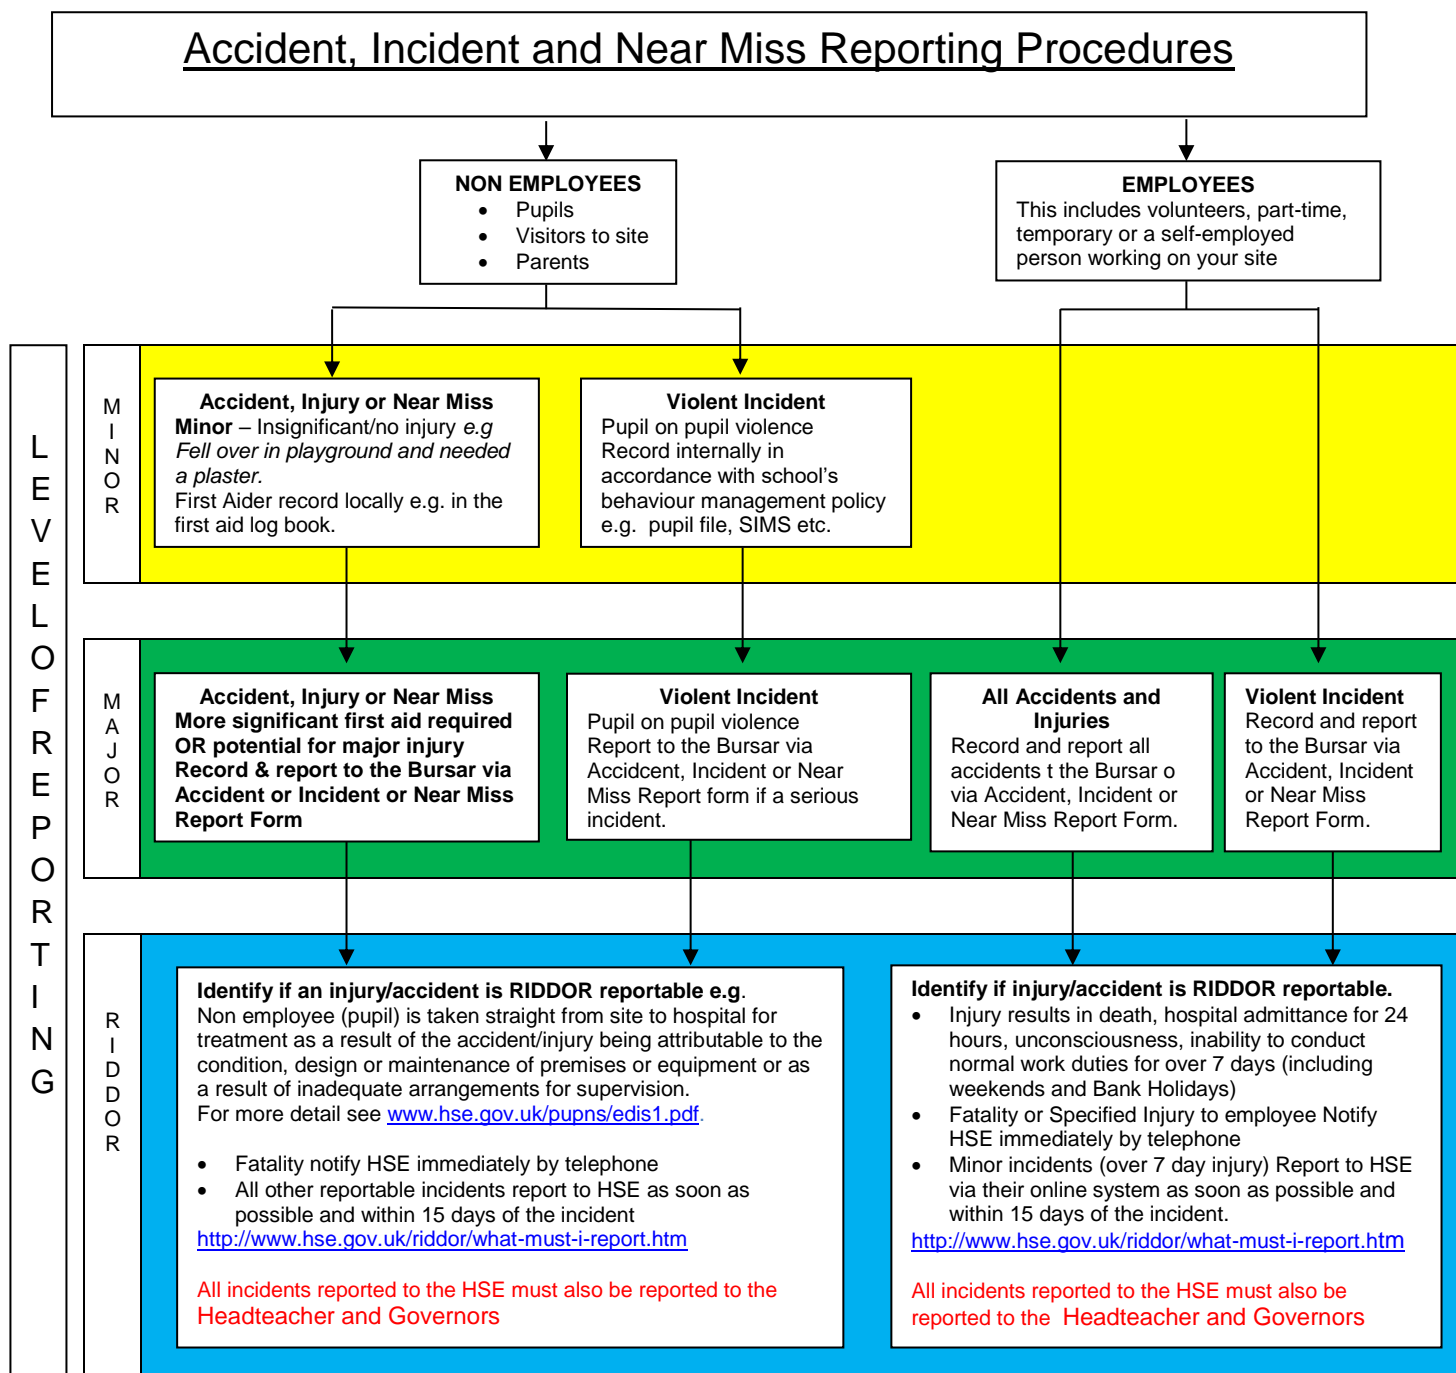 Accident, Incident and Near Miss Reporting Procedures
NON EMPLOYEES
• Pupils
• Visitors to site
• Parents
EMPLOYEES
This includes volunteers, part-time,
temporary or a self-employed
person working on your site
LEVEL OF REPORTING
MINOR
Accident, Injury or Near Miss
Minor – Insignificant/no injury e.g
Fell over in playground and needed
a plaster.
First Aider record locally e.g. in the
first aid log book.
Violent Incident
Pupil on pupil violence
Record internally in
accordance with school's
behaviour management policy
e.g. pupil file, SIMS etc.
MAJOR
Accident, Injury or Near Miss
More significant first aid required
OR potential for major injury
Record & report to the Bursar via
Accident or Incident or Near Miss
Report Form
Violent Incident
Pupil on pupil violence
Report to the Bursar via
Accidcent, Incident or Near
Miss Report form if a serious
incident.
All Accidents and
Injuries
Record and report all
accidents t the Bursar o
via Accident, Incident or
Near Miss Report Form.
Violent Incident
Record and report
to the Bursar via
Accident, Incident
or Near Miss
Report Form.
RIDDOR
Identify if an injury/accident is RIDDOR reportable e.g.
Non employee (pupil) is taken straight from site to hospital for
treatment as a result of the accident/injury being attributable to the
condition, design or maintenance of premises or equipment or as
a result of inadequate arrangements for supervision.
For more detail see www.hse.gov.uk/pupns/edis1.pdf.
• Fatality notify HSE immediately by telephone
• All other reportable incidents report to HSE as soon as
possible and within 15 days of the incident
http://www.hse.gov.uk/riddor/what-must-i-report.htm
All incidents reported to the HSE must also be reported to the
Headteacher and Governors
Identify if injury/accident is RIDDOR reportable.
• Injury results in death, hospital admittance for 24
hours, unconsciousness, inability to conduct
normal work duties for over 7 days (including
weekends and Bank Holidays)
• Fatality or Specified Injury to employee Notify
HSE immediately by telephone
• Minor incidents (over 7 day injury) Report to HSE
via their online system as soon as possible and
within 15 days of the incident.
http://www.hse.gov.uk/riddor/what-must-i-report.htm
All incidents reported to the HSE must also be
reported to the Headteacher and Governors